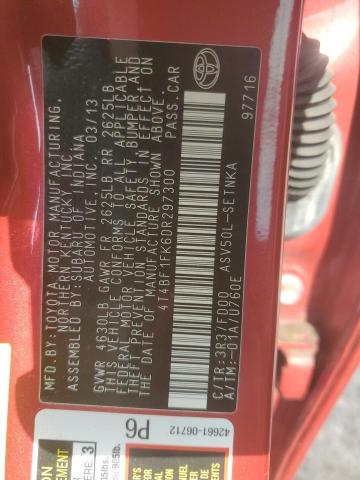 MFD.BY:TOYOTA MOTOR MANUFACTURING,
NORTHERN KENTUCKY INC.
ASSEMBLED BY: SUBARU OF INDIANA
AUTOMOTIVE INC. 03/13
GVWR 4630LB GAWR FR 2625LB RR 2625LB
THIS VEHICLE CONFORMS TO ALL APPLICABLE
FEDERAL MOTOR VEHICLE SAFETY, BUMPER, AND
THEFT PREVENTION STANDARDS IN EFFECT ON
THE DATE OF MANUFACTURE SHOWN ABOVE.
4T4BF1FK6DR297300 PASS.CAR
C/TR:3R3/FD00 ASV50L-SETNKA
A/TM:-01A/U760E
97716
TOYOTA
42661-06712
P6
3